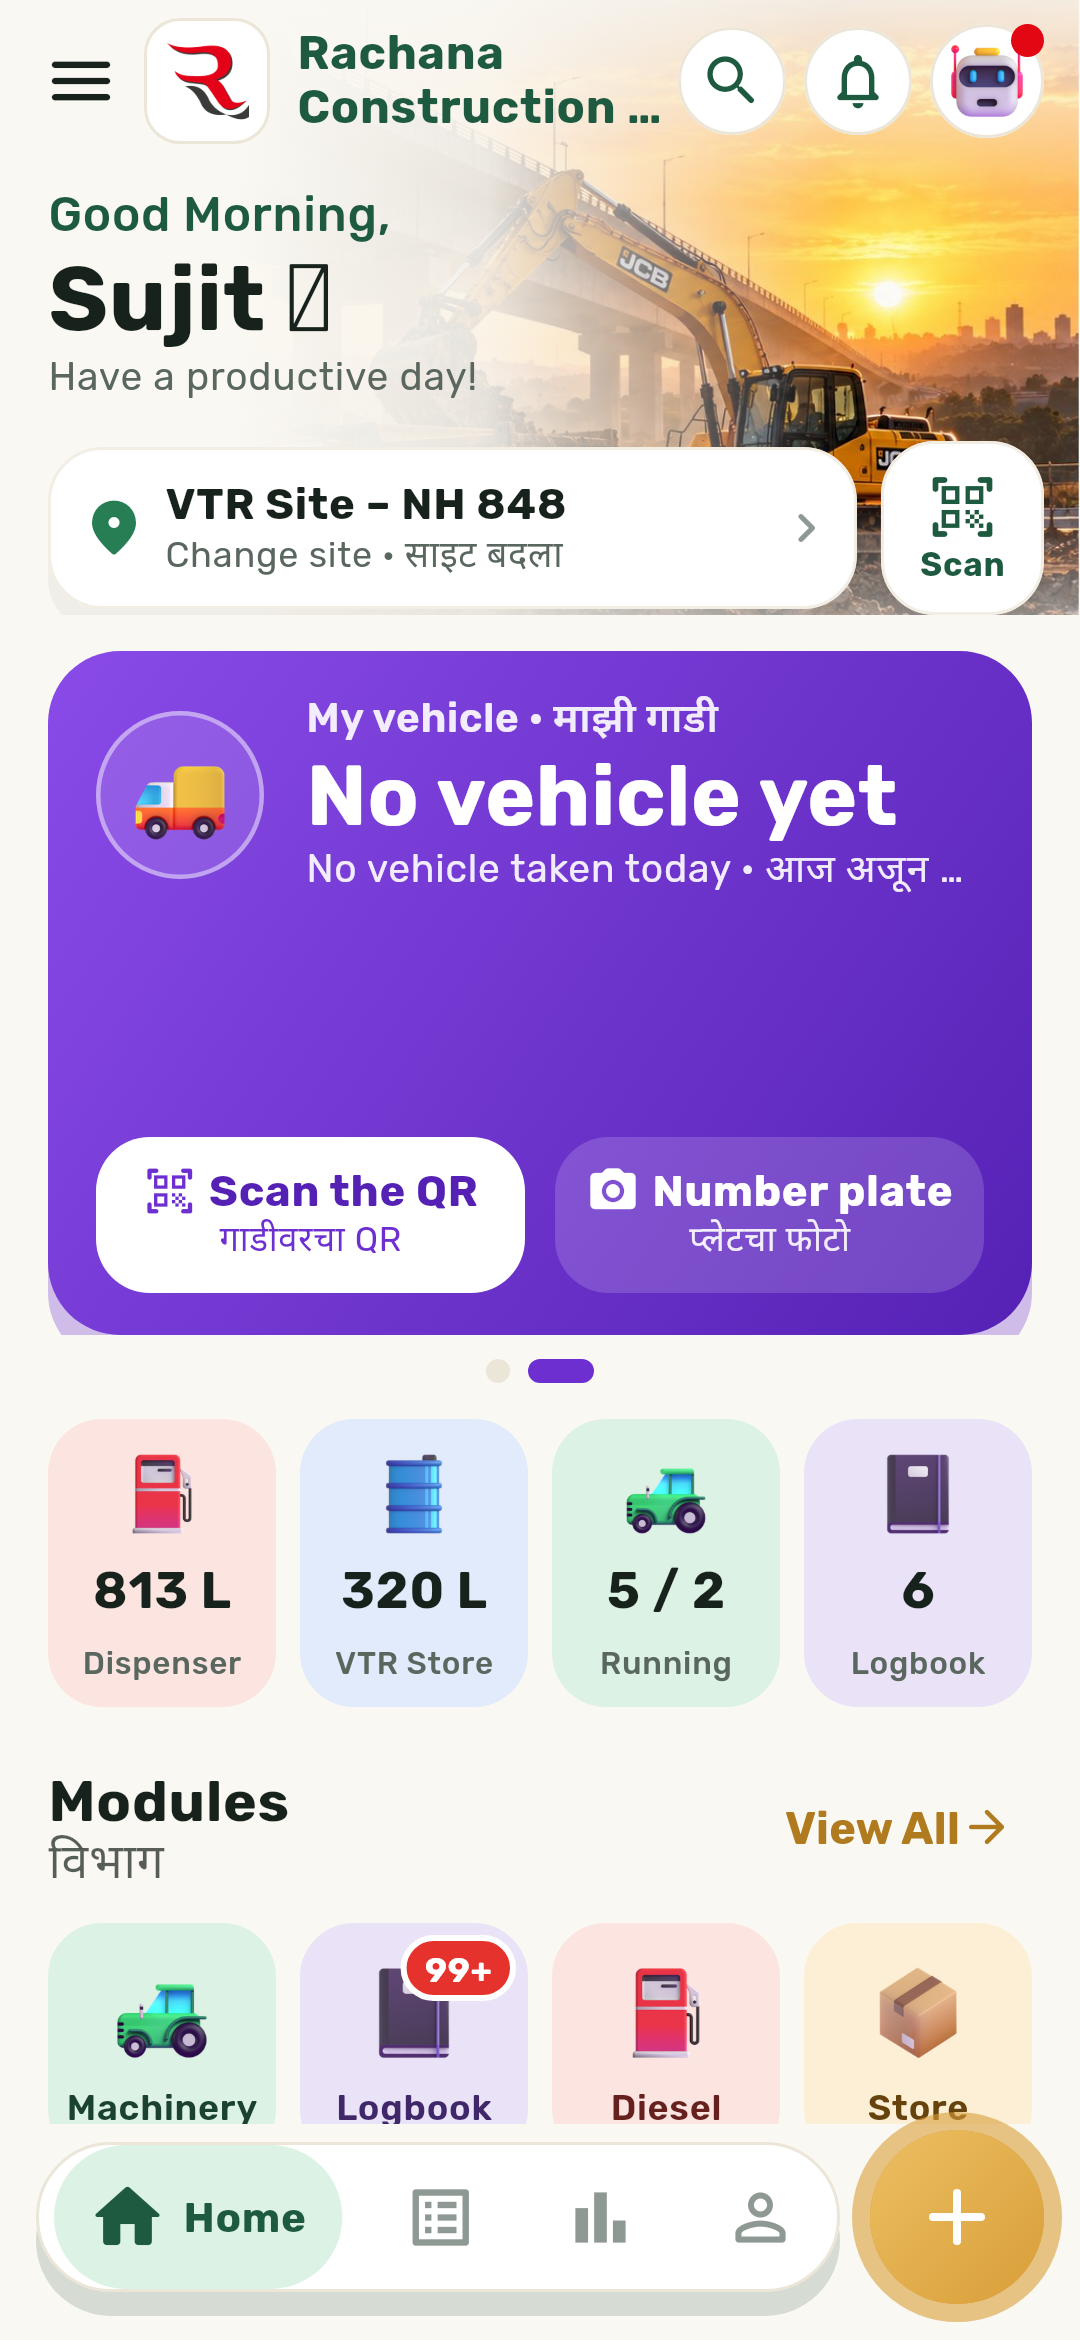 Rachana
Construction ...
Good Morning,
Sujit
Have a productive day!
JCB
VTR Site – NH 848
Change site • साइट बदला
Scan
My vehicle • माझी गाडी
No vehicle yet
No vehicle taken today • आज अजून ...
Scan the QR
गाडीवरचा QR
Number plate
प्लेटचा फोटो
813 L
Dispenser
320 L
VTR Store
5 / 2
Running
6
Logbook
Modules
विभाग
View All
99+
Machinery
Logbook
Diesel
Store
Home